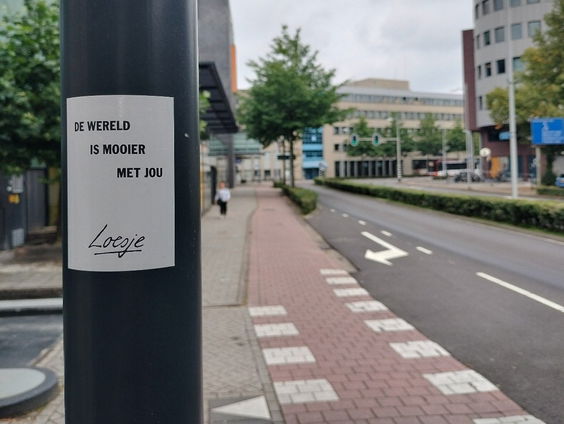 DE WERELD
IS MOOIER
MET JOU
Loesje